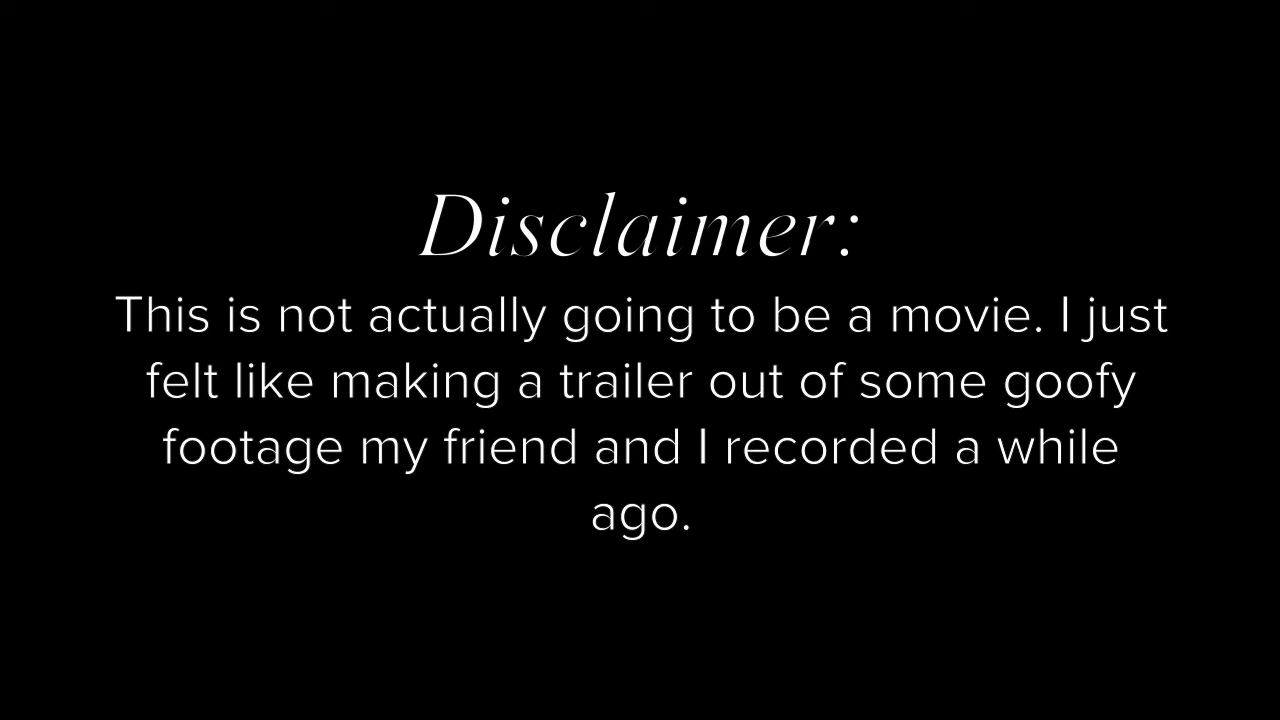 Disclaimer:
This is not actually going to be a movie. I just
felt like making a trailer out of some goofy
footage my friend and I recorded a while
ago.